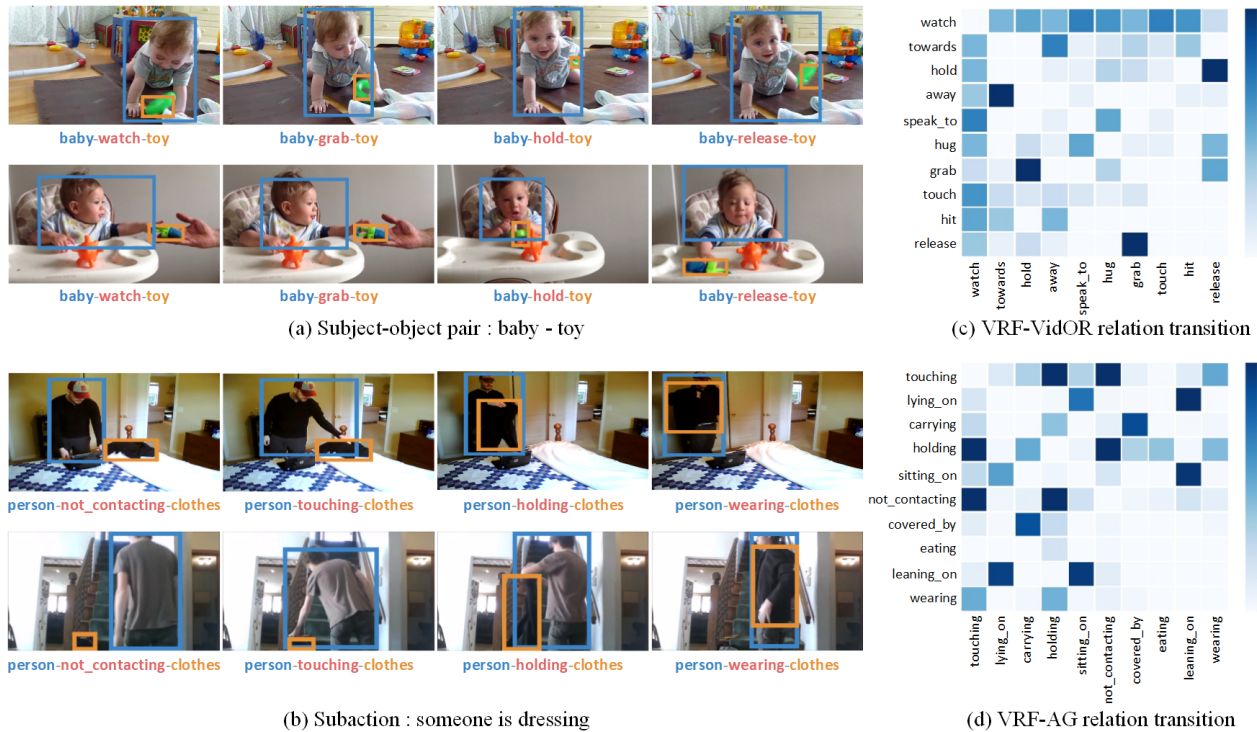 baby-watch-toy baby-grab-toy baby-hold-toy baby-release-toy
baby-watch-toy baby-grab-toy baby-hold-toy baby-release-toy
(a) Subject-object pair : baby - toy
person-not_contacting-clothes person-touching-clothes person-holding-clothes person-wearing-clothes
person-not_contacting-clothes person-touching-clothes person-holding-clothes person-wearing-clothes
(b) Subaction : someone is dressing
watch
towards
hold
away
speak_to
hug
grab
touch
hit
release
watch towards hold away speak_to hug grab touch hit release
(c) VRF-VidOR relation transition
touching
lying_on
carrying
holding
sitting_on
not_contacting
covered_by
eating
leaning_on
wearing
touching lying_on carrying holding sitting_on not_contacting covered_by eating leaning_on wearing
(d) VRF-AG relation transition